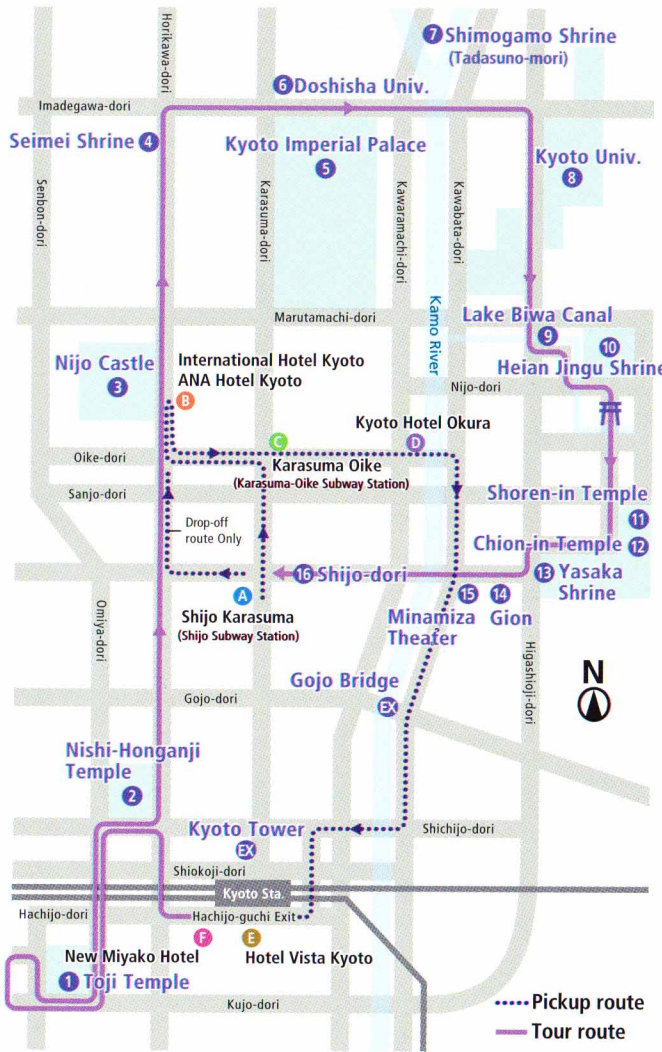 7 Shimogamo Shrine
(Tadasuno-mori)
Horikawa-dori
6 Doshisha Univ.
Imadegawa-dori
Seimei Shrine 4
Kyoto Imperial Palace
5
Kyoto Univ.
8
Senbon-dori
Karasuma-dori
Kawaramachi-dori
Kawabata-dori
Marutamachi-dori
Kamo River
Lake Biwa Canal
9
10
Heian Jingu Shrine
Nijo Castle
3
International Hotel Kyoto
ANA Hotel Kyoto
B
Nijo-dori
Kyoto Hotel Okura
C
D
Oike-dori
Karasuma Oike
(Karasuma-Oike Subway Station)
Sanjo-dori
Shoren-in Temple
11
Drop-off
route Only
Chion-in Temple 12
16 Shijo-dori
13 Yasaka
Shrine
A
Shijo Karasuma
(Shijo Subway Station)
15
14
Minamiza
Theater
Gion
Omiya-dori
Higashioji-dori
Gojo Bridge
EX
N
Gojo-dori
Nishi-Honganji
Temple
2
Kyoto Tower
EX
Shichijo-dori
Shiokoji-dori
Kyoto Sta.
Hachijo-dori
Hachijo-guchi Exit
F
E
New Miyako Hotel
Hotel Vista Kyoto
1 Toji Temple
Kujo-dori
Pickup route
Tour route